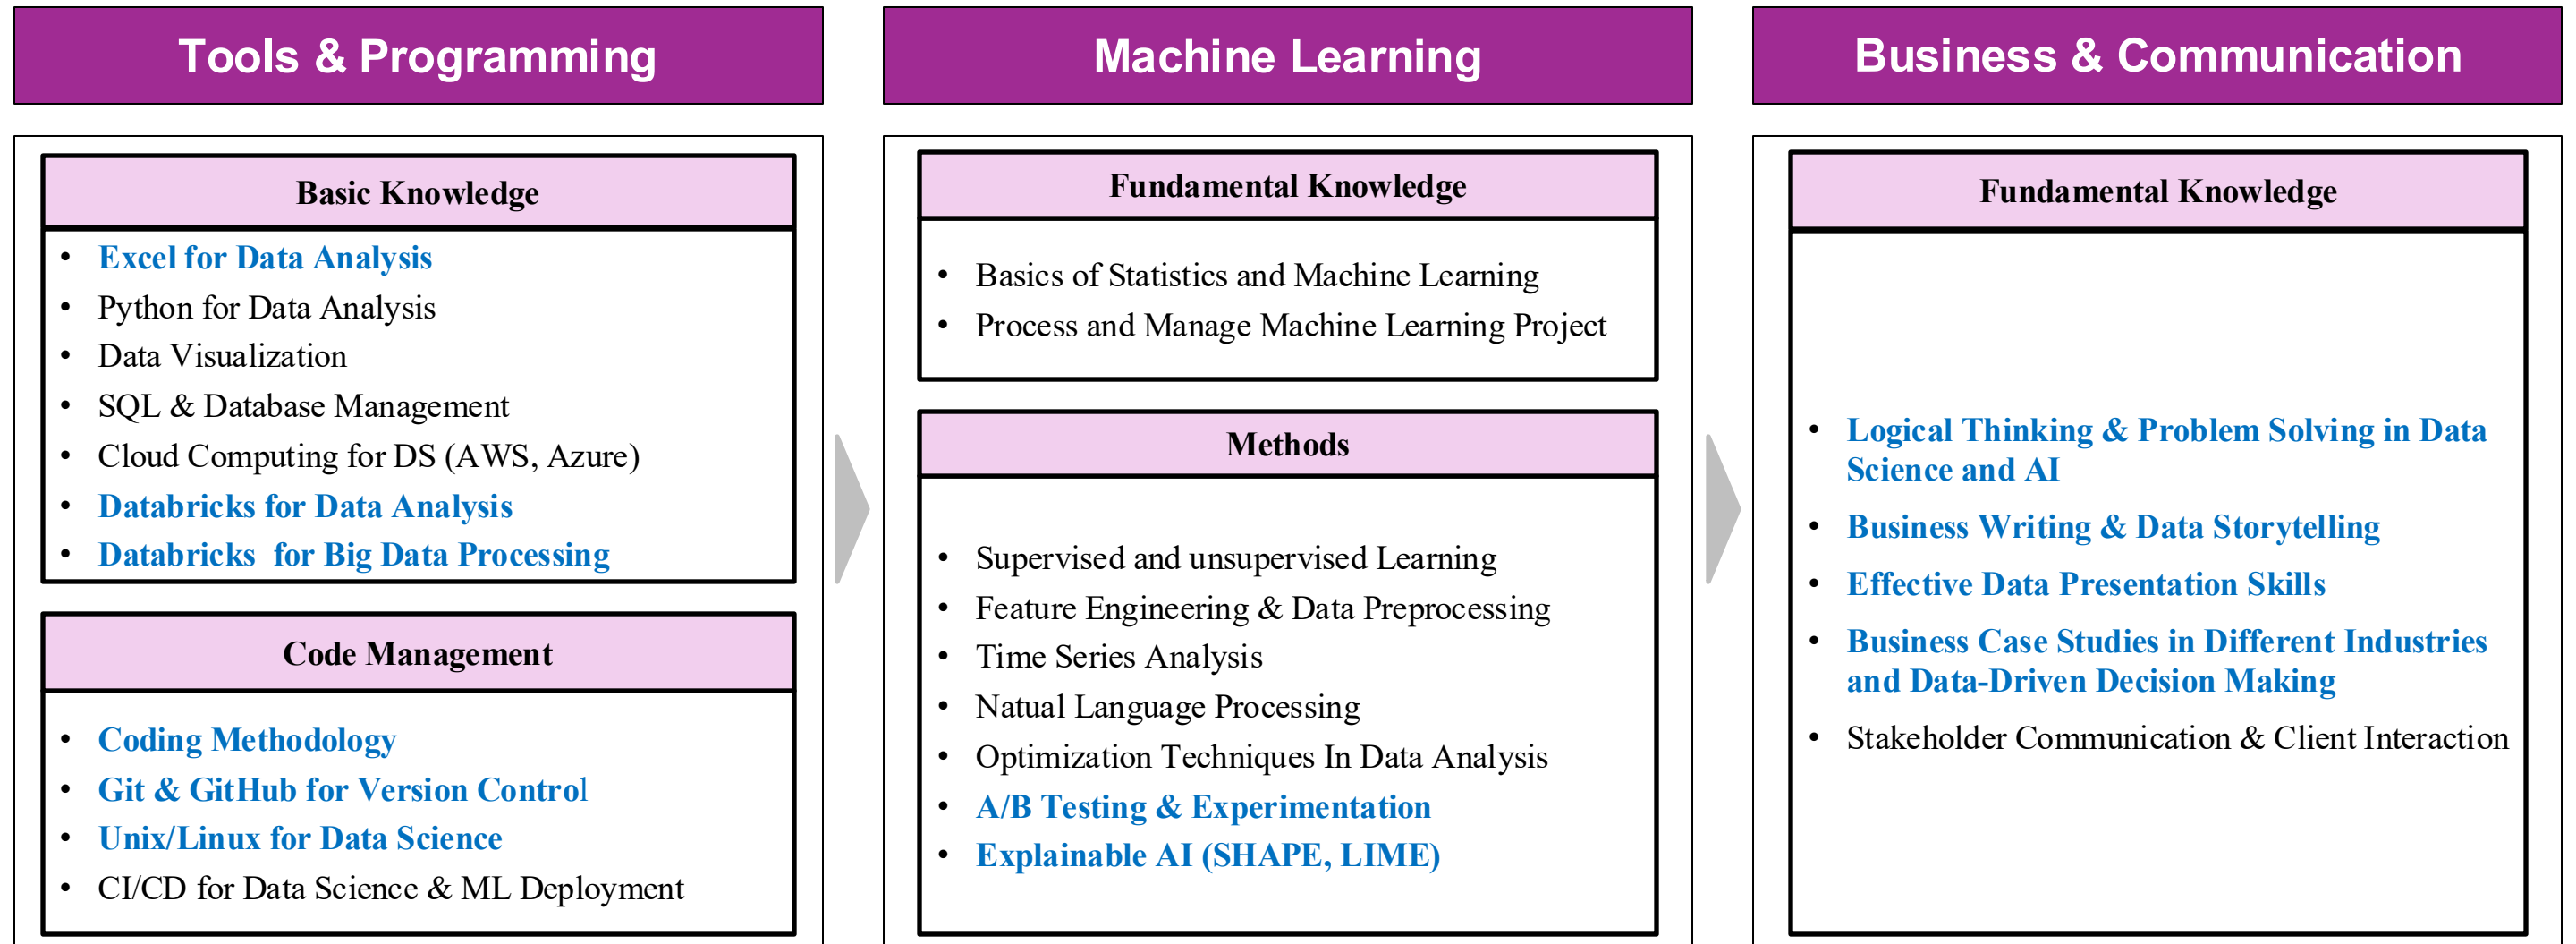 Tools & Programming
Basic Knowledge
• Excel for Data Analysis
• Python for Data Analysis
• Data Visualization
• SQL & Database Management
• Cloud Computing for DS (AWS, Azure)
• Databricks for Data Analysis
• Databricks  for Big Data Processing
Code Management
• Coding Methodology
• Git & GitHub for Version Control
• Unix/Linux for Data Science
• CI/CD for Data Science & ML Deployment
Machine Learning
Fundamental Knowledge
• Basics of Statistics and Machine Learning
• Process and Manage Machine Learning Project
Methods
• Supervised and unsupervised Learning
• Feature Engineering & Data Preprocessing
• Time Series Analysis
• Natual Language Processing
• Optimization Techniques In Data Analysis
• A/B Testing & Experimentation
• Explainable AI (SHAPE, LIME)
Business & Communication
Fundamental Knowledge
• Logical Thinking & Problem Solving in Data
Science and AI
• Business Writing & Data Storytelling
• Effective Data Presentation Skills
• Business Case Studies in Different Industries
and Data-Driven Decision Making
• Stakeholder Communication & Client Interaction